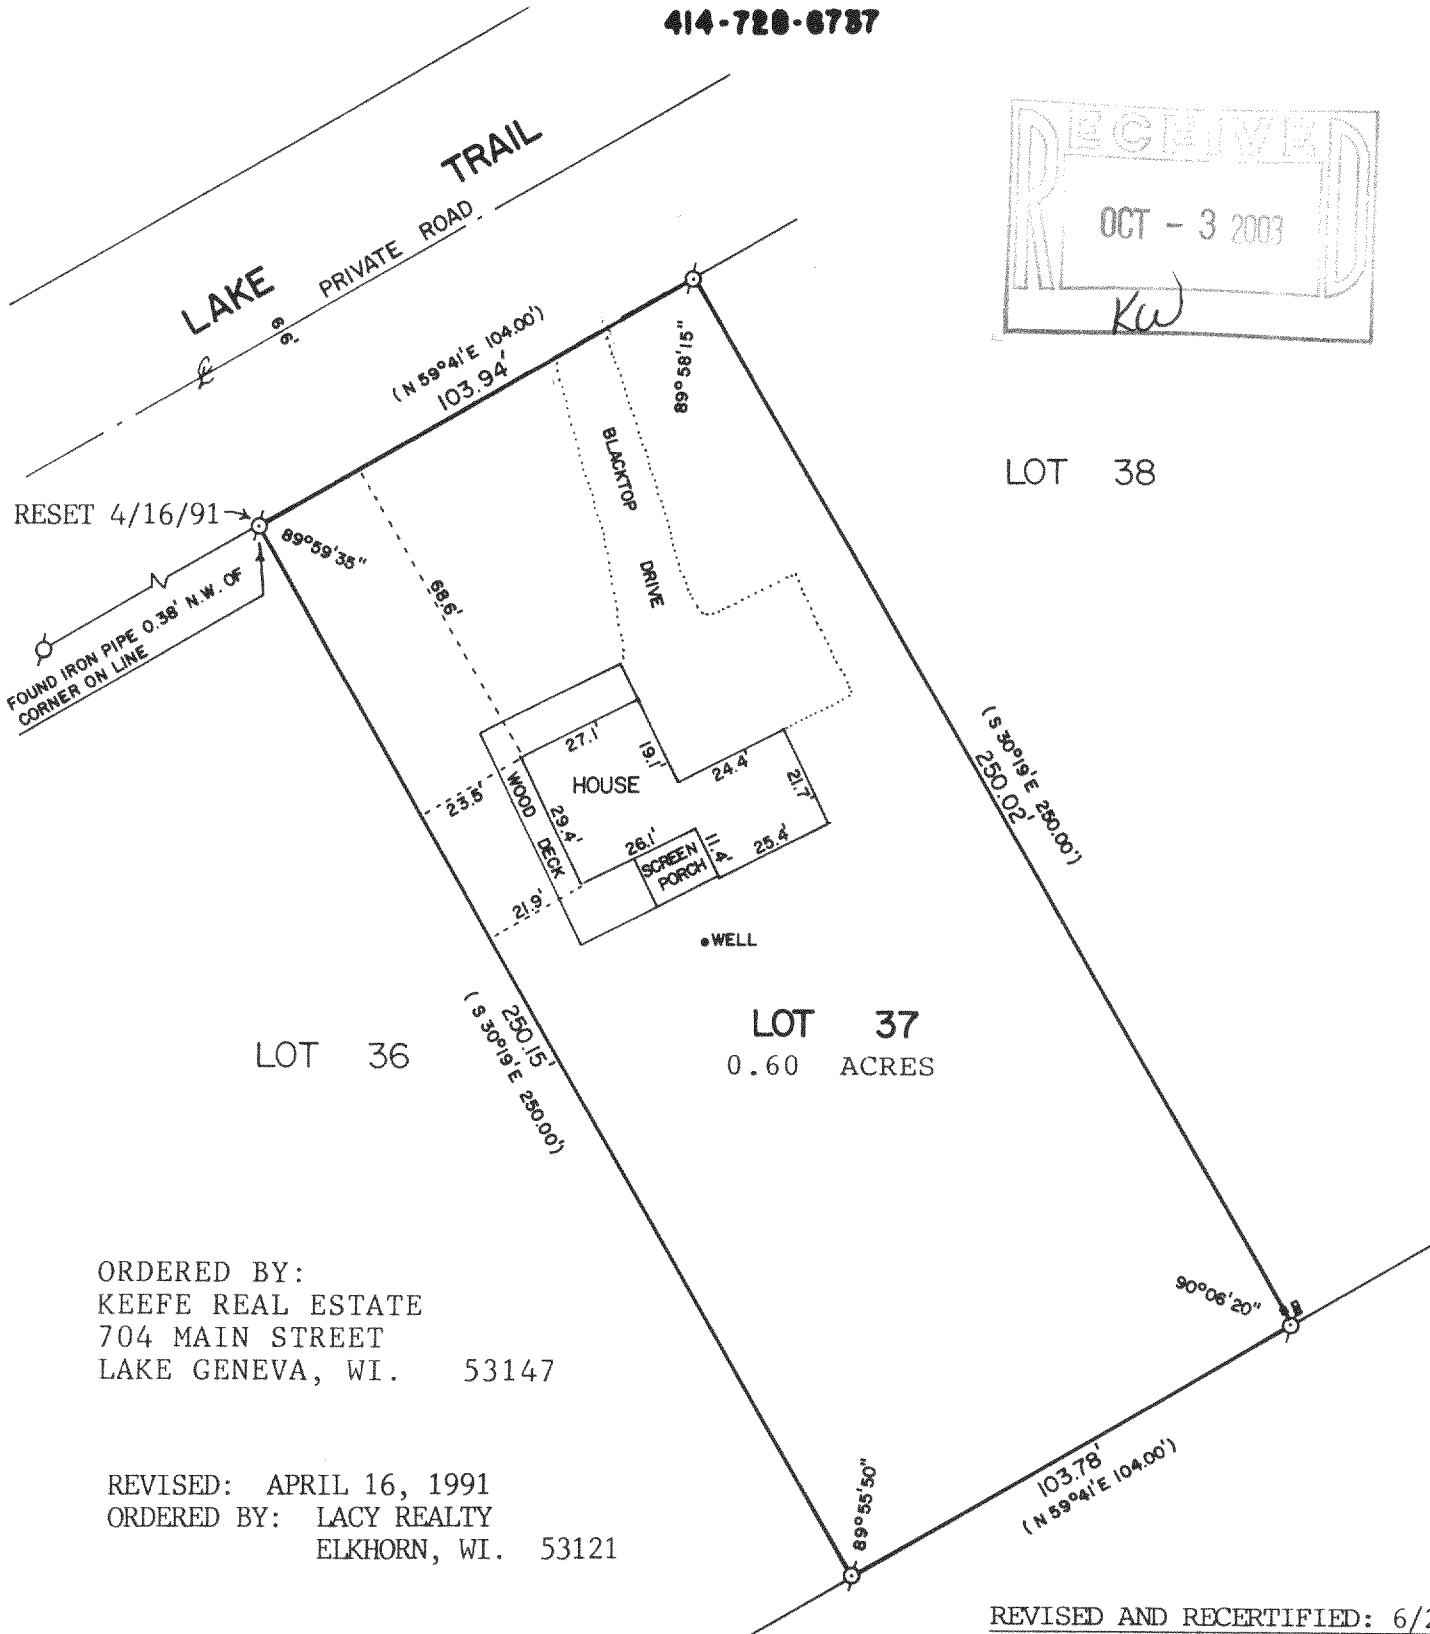 414-728-6737
RECEIVED
OCT - 3 2003
KW
LAKE TRAIL
PRIVATE ROAD
66'
(N 59°41'E 104.00')
103.94'
89°58'15"
LOT 38
RESET 4/16/91
89°59'35"
FOUND IRON PIPE 0.38' N.W. OF
CORNER ON LINE
BLACKTOP DRIVE
68.6'
27.1'
19.1'
24.4'
21.7'
HOUSE
23.5'
WOOD DECK
29.4'
26.1'
11.4'
25.4'
SCREEN
PORCH
21.9'
WELL
(S 30°19'E 250.00')
250.02'
LOT 36
250.15'
(S 30°19'E 250.00')
LOT 37
0.60 ACRES
ORDERED BY:
KEEFE REAL ESTATE
704 MAIN STREET
LAKE GENEVA, WI. 53147
90°06'20"
REVISED: APRIL 16, 1991
ORDERED BY: LACY REALTY
ELKHORN, WI. 53121
89°55'50"
103.78'
(N 59°41'E 104.00')
REVISED AND RECERTIFIED: 6/2